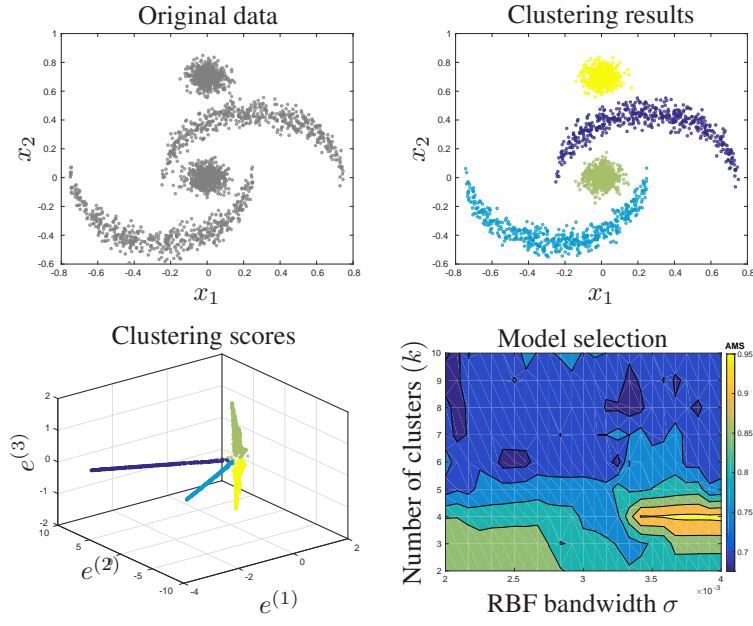 Original data
Clustering results
1
0.8
0.6
0.4
0.2
0
-0.2
-0.4
-0.6
x₂
-0.8 -0.6 -0.4 -0.2 0 0.2 0.4 0.6 0.8
x₁
1
0.8
0.6
0.4
0.2
0
-0.2
-0.4
-0.6
x₂
-0.8 -0.6 -0.4 -0.2 0 0.2 0.4 0.6 0.8
x₁
Clustering scores
2
1
0
-1
-2
e⁽³⁾
10
5
0
-5
-10
e⁽²⁾
-4 -2 0 2
e⁽¹⁾
Model selection
Number of clusters (k)
10
9
8
7
6
5
4
3
2
2 2.5 3 3.5 4
×10⁻³
RBF bandwidth σ
AMS
0.95
0.9
0.85
0.8
0.75
0.7